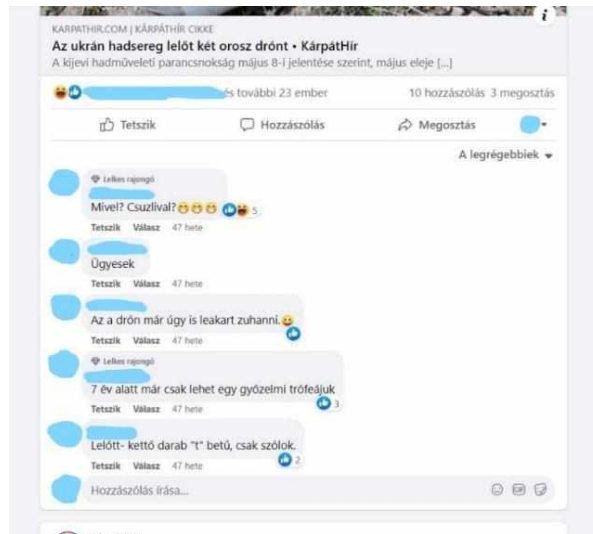 KARPATHIR.COM | KÁRPÁTHÍR CIKKE
Az ukrán hadsereg lelőt két orosz drónt • KárpátHír
A kijevi hadműveleti parancsnokság május 8-i jelentése szerint, május eleje [...]
és további 23 ember 10 hozzászólás 3 megosztás
Tetszik Hozzászólás Megosztás
A legrégebbiek
Lelkes rajongó
Mivel? Csuzlival?😁😁😁 5
Tetszik Válasz 47 hete
Ügyesek
Tetszik Válasz 47 hete
Az a drón már úgy is leakart zuhanni.😀
Tetszik Válasz 47 hete
Lelkes rajongó
7 év alatt már csak lehet egy győzelmi trófeájuk
Tetszik Válasz 47 hete 3
Lelőtt- kettő darab "t" betű, csak szólok.
Tetszik Válasz 47 hete 2
Hozzászólás írása...
GIF